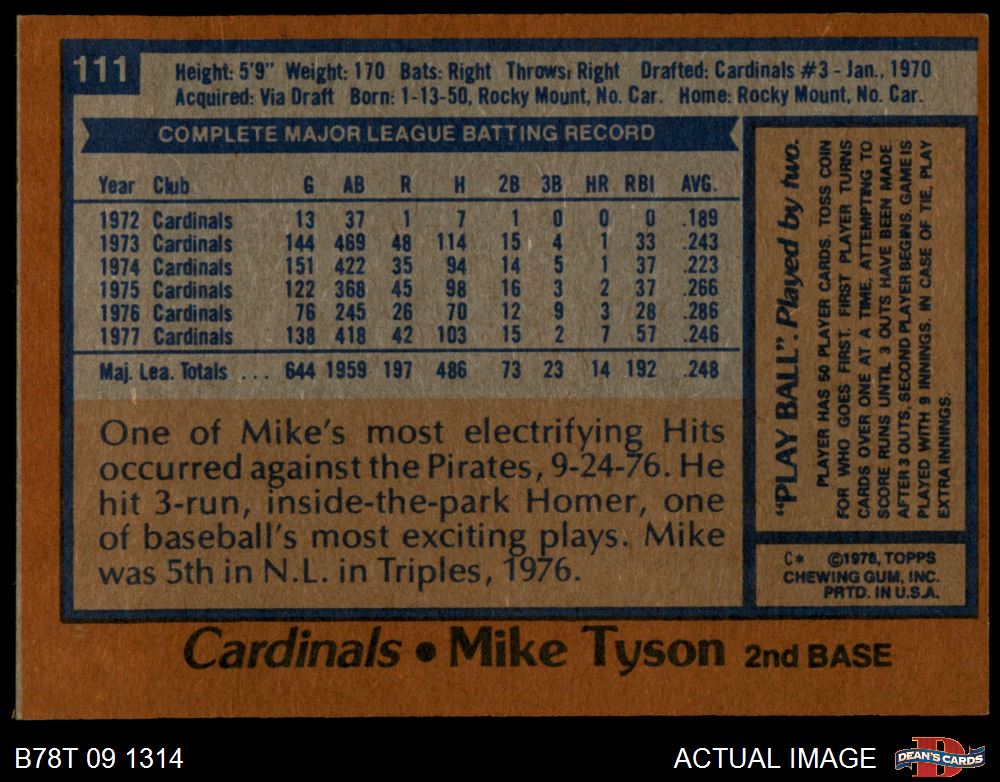 111
Height: 5'9" Weight: 170 Bats: Right Throws: Right Drafted: Cardinals #3 - Jan., 1970
Acquired: Via Draft Born: 1-13-50, Rocky Mount, No. Car. Home: Rocky Mount, No. Car.
COMPLETE MAJOR LEAGUE BATTING RECORD
Year Club G AB R H 2B 3B HR RBI AVG.
1972 Cardinals 13 37 1 7 1 0 0 0 .189
1973 Cardinals 144 469 48 114 15 4 1 33 .243
1974 Cardinals 151 422 35 94 14 5 1 37 .223
1975 Cardinals 122 368 45 98 16 3 2 37 .266
1976 Cardinals 76 245 26 70 12 9 3 28 .286
1977 Cardinals 138 418 42 103 15 2 7 57 .246
Maj. Lea. Totals ... 644 1959 197 486 73 23 14 192 .248
One of Mike's most electrifying Hits
occurred against the Pirates, 9-24-76. He
hit 3-run, inside-the-park Homer, one
of baseball's most exciting plays. Mike
was 5th in N.L. in Triples, 1976.
"PLAY BALL". Played by two.
PLAYER HAS 50 PLAYER CARDS. TOSS COIN
FOR WHO GOES FIRST. FIRST PLAYER TURNS
CARDS OVER ONE AT A TIME, ATTEMPTING TO
SCORE RUNS UNTIL 3 OUTS HAVE BEEN MADE.
AFTER 3 OUTS, SECOND PLAYER BEGINS. GAME IS
PLAYED WITH 9 INNINGS. IN CASE OF TIE, PLAY
EXTRA INNINGS.
C* ©1978, TOPPS
CHEWING GUM, INC.
PRTD. IN U.S.A.
Cardinals • Mike Tyson 2nd BASE
B78T 09 1314
ACTUAL IMAGE
D
DEAN'S CARDS